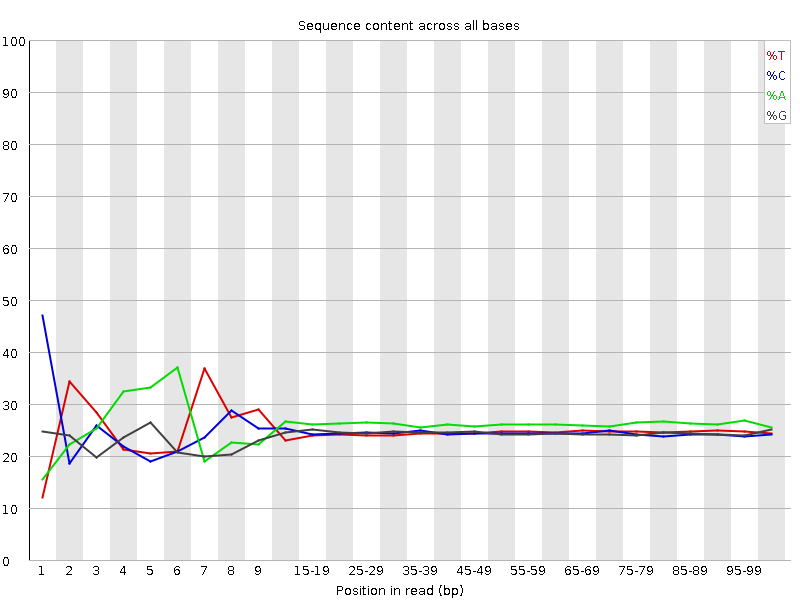 Sequence content across all bases
100
90
80
70
60
50
40
30
20
10
0
%T
%C
%A
%G
1 2 3 4 5 6 7 8 9 15-19 25-29 35-39 45-49 55-59 65-69 75-79 85-89 95-99
Position in read (bp)